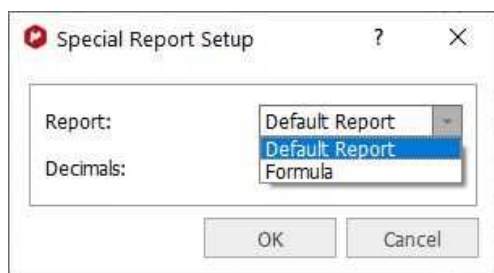 Special Report Setup ? ×
Report: Default Report
Default Report
Decimals:
Formula
OK Cancel